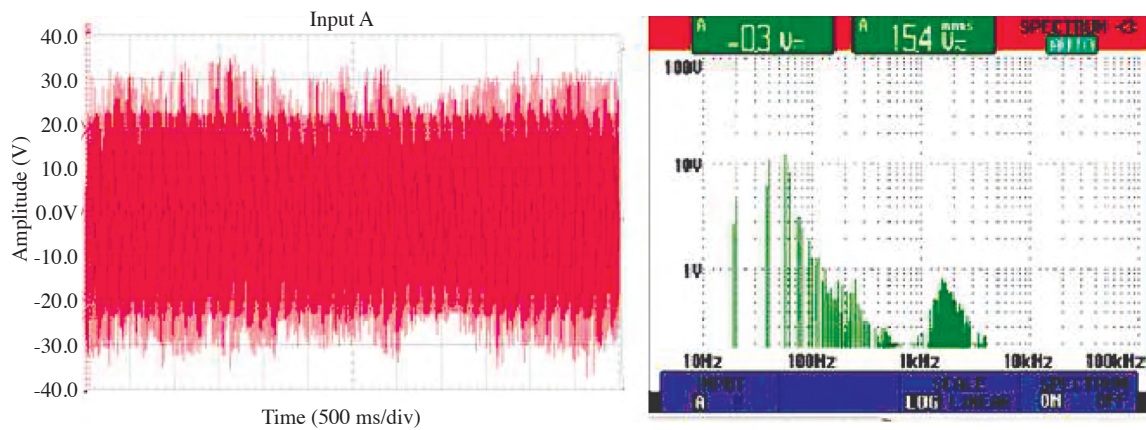 Input A
Amplitude (V)
40.0
30.0
20.0
10.0
0.0V
-10.0
-20.0
-30.0
-40.0
Time (500 ms/div)
A
-0.3 V
A
15.4 V
SPECTRUM
AUTO
100V
10V
1V
10Hz 100Hz 1kHz 10kHz 100kHz
INPUT SCALE SPECTRUM
A LOG LINEAR ON OFF